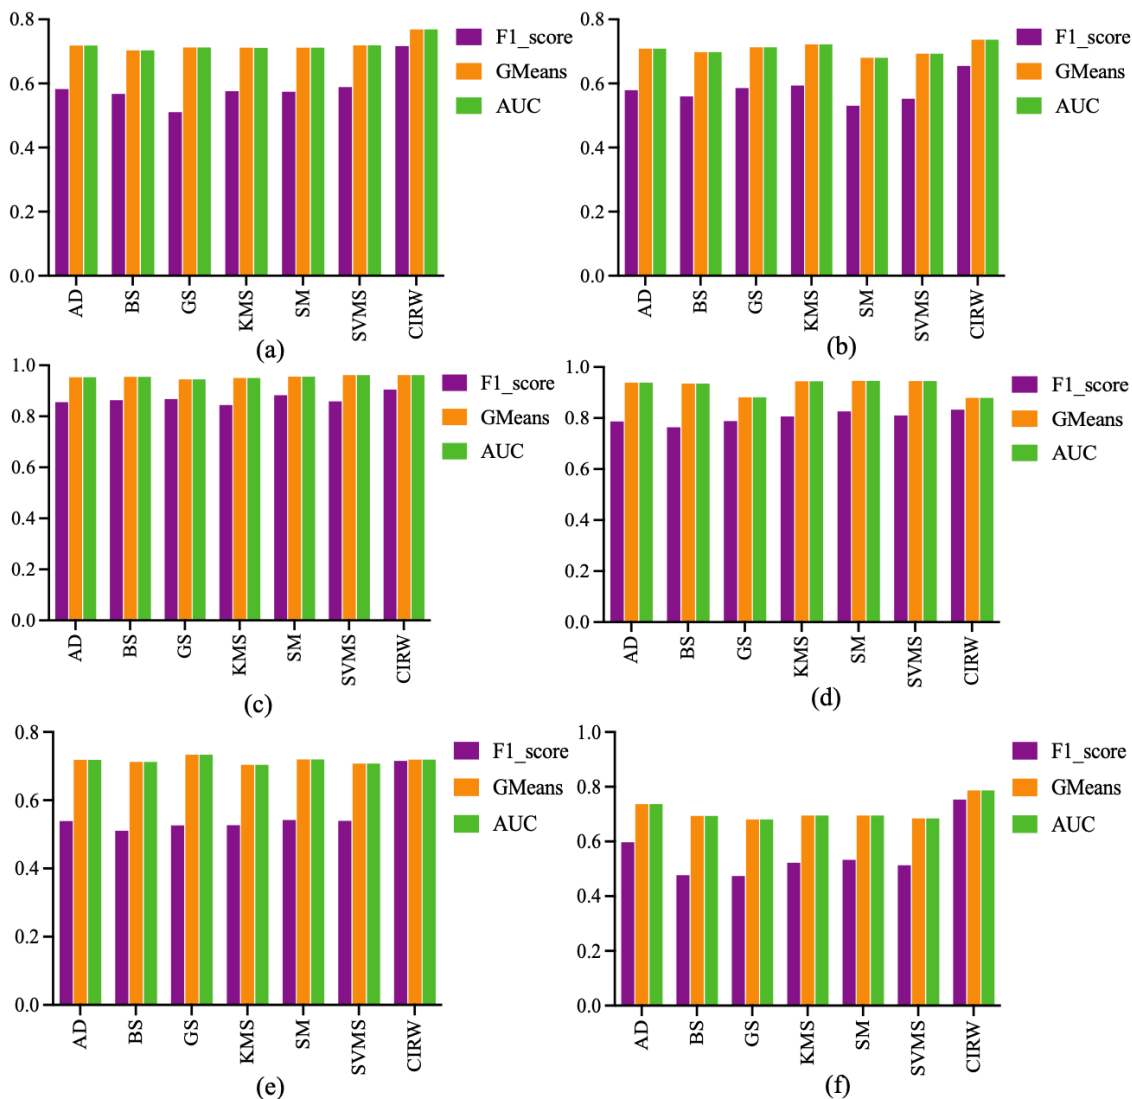 0.8
0.6
0.4
0.2
0.0
F1_score
GMeans
AUC
AD
BS
GS
KMS
SM
SVMS
CIRW
(a)
0.8
0.6
0.4
0.2
0.0
F1_score
GMeans
AUC
AD
BS
GS
KMS
SM
SVMS
CIRW
(b)
1.0
0.8
0.6
0.4
0.2
0.0
F1_score
GMeans
AUC
AD
BS
GS
KMS
SM
SVMS
CIRW
(c)
1.0
0.8
0.6
0.4
0.2
0.0
F1_score
GMeans
AUC
AD
BS
GS
KMS
SM
SVMS
CIRW
(d)
0.8
0.6
0.4
0.2
0.0
F1_score
GMeans
AUC
AD
BS
GS
KMS
SM
SVMS
CIRW
(e)
1.0
0.8
0.6
0.4
0.2
0.0
F1_score
GMeans
AUC
AD
BS
GS
KMS
SM
SVMS
CIRW
(f)